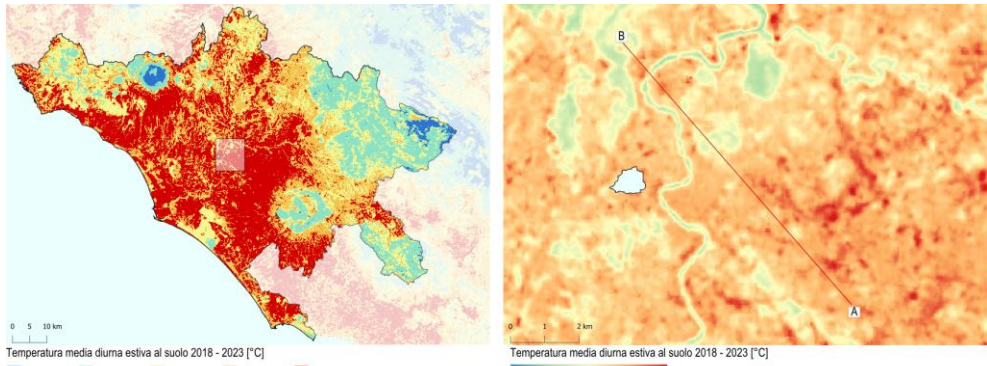 B
A
0 5 10 km
0 1 2 km
Temperatura media diurna estiva al suolo 2018 - 2023 [°C]
Temperatura media diurna estiva al suolo 2018 - 2023 [°C]